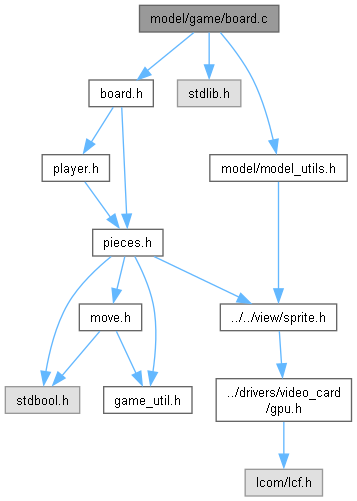 model/game/board.c
board.h
stdlib.h
player.h
model/model_utils.h
pieces.h
move.h
../../view/sprite.h
stdbool.h
game_util.h
../drivers/video_card
/gpu.h
lcom/lcf.h